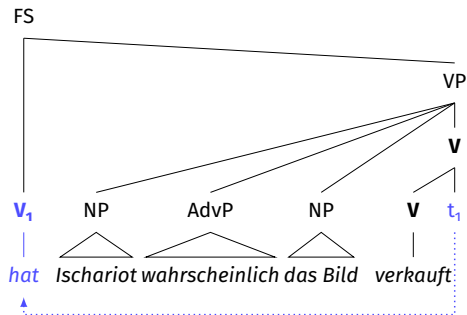 FS
VP
V
V₁ NP AdvP NP V t₁
hat Ischariot wahrscheinlich das Bild verkauft